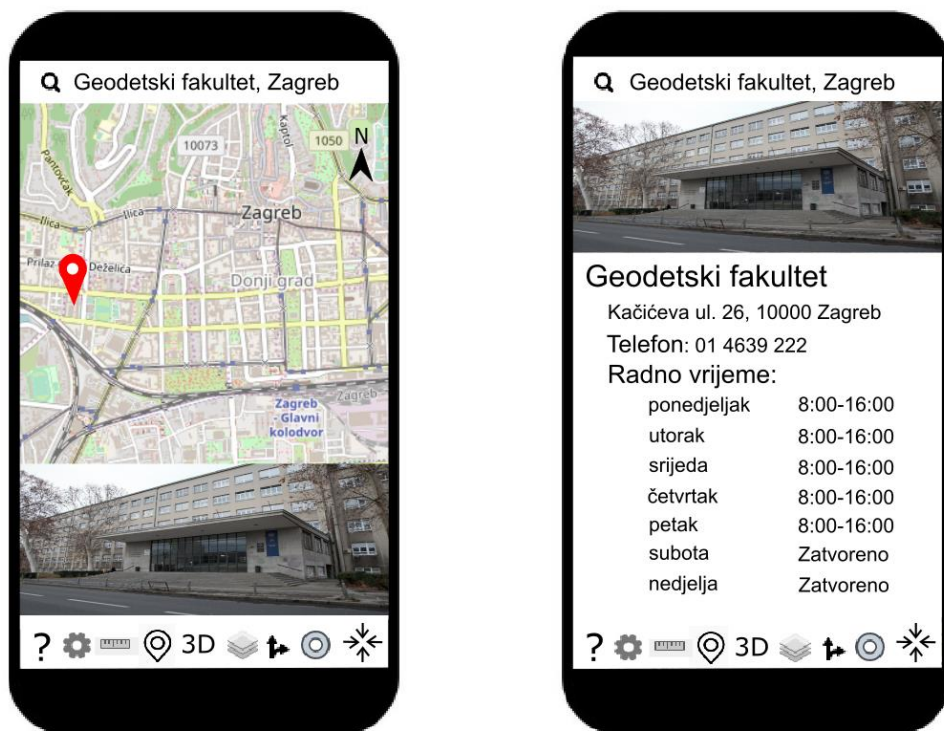 Geodetski fakultet, Zagreb
N
10073
Kaptol
1050
Pantovčak
Ilica
Ilica
Zagreb
Prilaz
Deželića
Donji grad
Zagreb
Zagreb
- Glavni
kolodvor
? 3D
Geodetski fakultet, Zagreb
Geodetski fakultet
Kačićeva ul. 26, 10000 Zagreb
Telefon: 01 4639 222
Radno vrijeme:
ponedjeljak 8:00-16:00
utorak 8:00-16:00
srijeda 8:00-16:00
četvrtak 8:00-16:00
petak 8:00-16:00
subota Zatvoreno
nedjelja Zatvoreno
? 3D